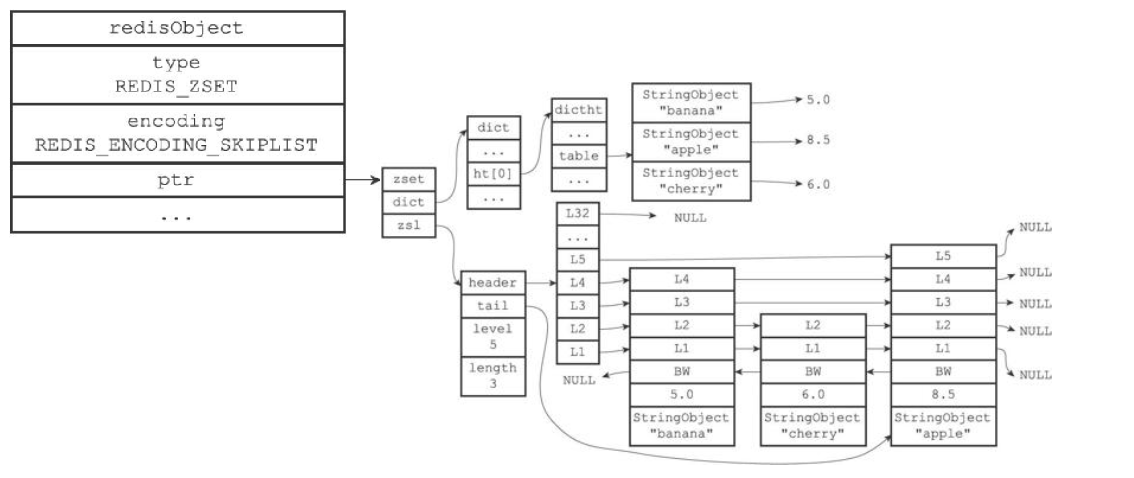 redisObject
type
REDIS_ZSET
encoding
REDIS_ENCODING_SKIPLIST
ptr
...
zset
dict
zsl
dict
...
ht[0]
...
dictht
...
table
...
StringObject
"banana"
5.0
StringObject
"apple"
8.5
StringObject
"cherry"
6.0
header
tail
level
5
length
3
L32
NULL
...
L5
L4
L3
L2
L1
NULL
L4
L3
L2
L1
BW
5.0
StringObject
"banana"
L2
L1
BW
6.0
StringObject
"cherry"
L5
L4
L3
L2
L1
BW
8.5
StringObject
"apple"
NULL
NULL
NULL
NULL
NULL